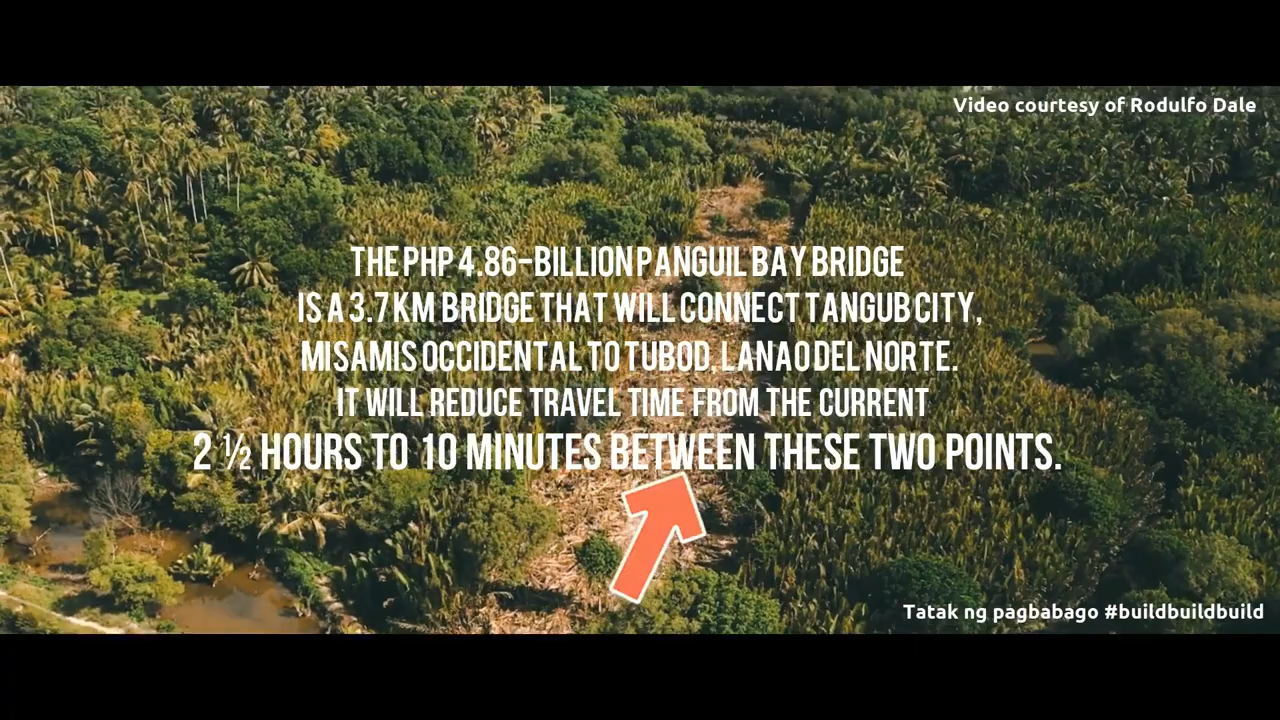 Video courtesy of Rodulfo Dale
THE PHP 4.86-BILLION PANGUIL BAY BRIDGE
IS A 3.7 KM BRIDGE THAT WILL CONNECT TANGUB CITY,
MISAMIS OCCIDENTAL TO TUBOD, LANAO DEL NORTE.
IT WILL REDUCE TRAVEL TIME FROM THE CURRENT
2 ½ HOURS TO 10 MINUTES BETWEEN THESE TWO POINTS.
Tatak ng pagbabago #buildbuildbuild